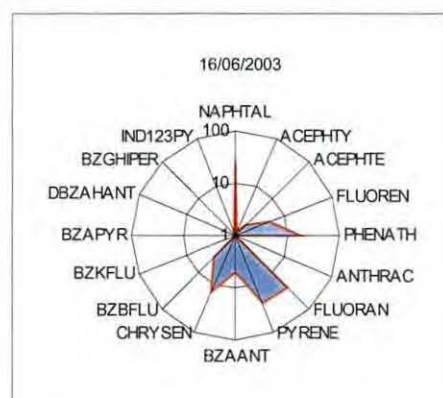 16/06/2003
NAPHTAL
100
IND123PY
ACEPHTY
BZGHIPER
ACEPHTE
10
DBZAHANT
FLUOREN
BZAPYR
1
PHENATH
BZKFLU
ANTHRAC
BZBFLU
FLUORAN
CHRYSEN
PYRENE
BZAANT